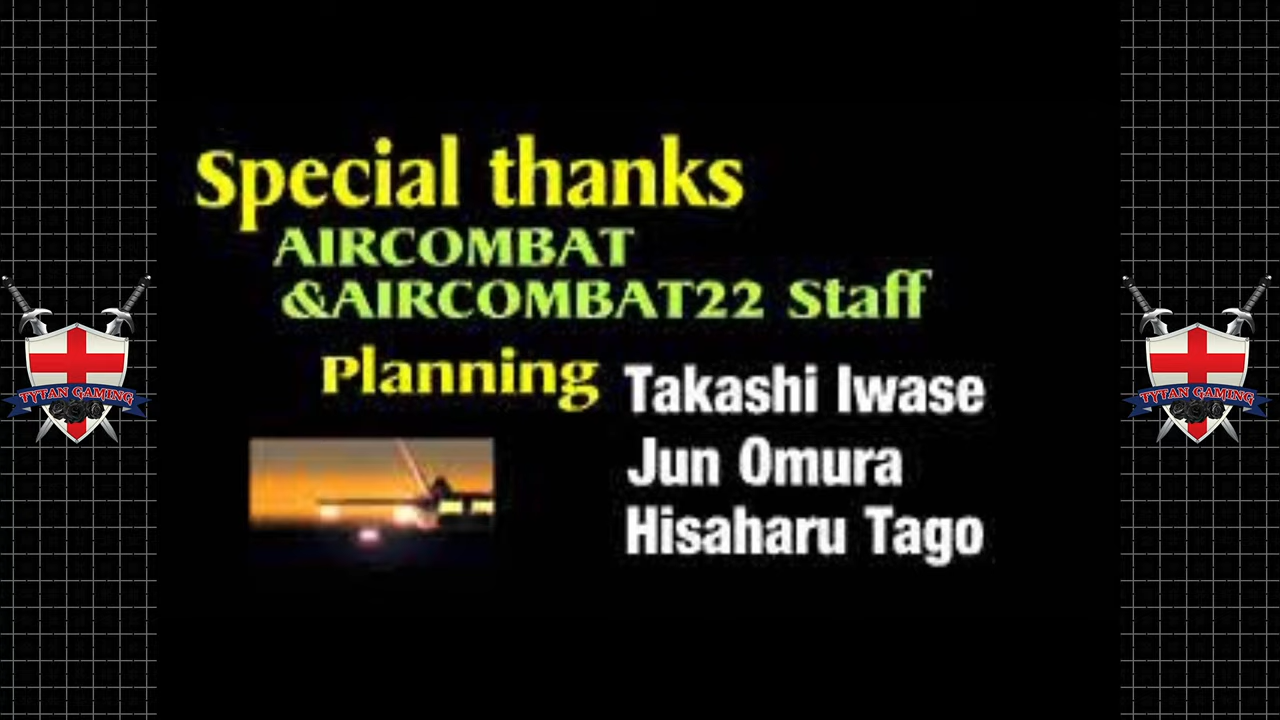 Special thanks
AIRCOMBAT
&AIRCOMBAT22 Staff
Planning Takashi Iwase
Jun Omura
Hisaharu Tago
TYTAN GAMING
TYTAN GAMING